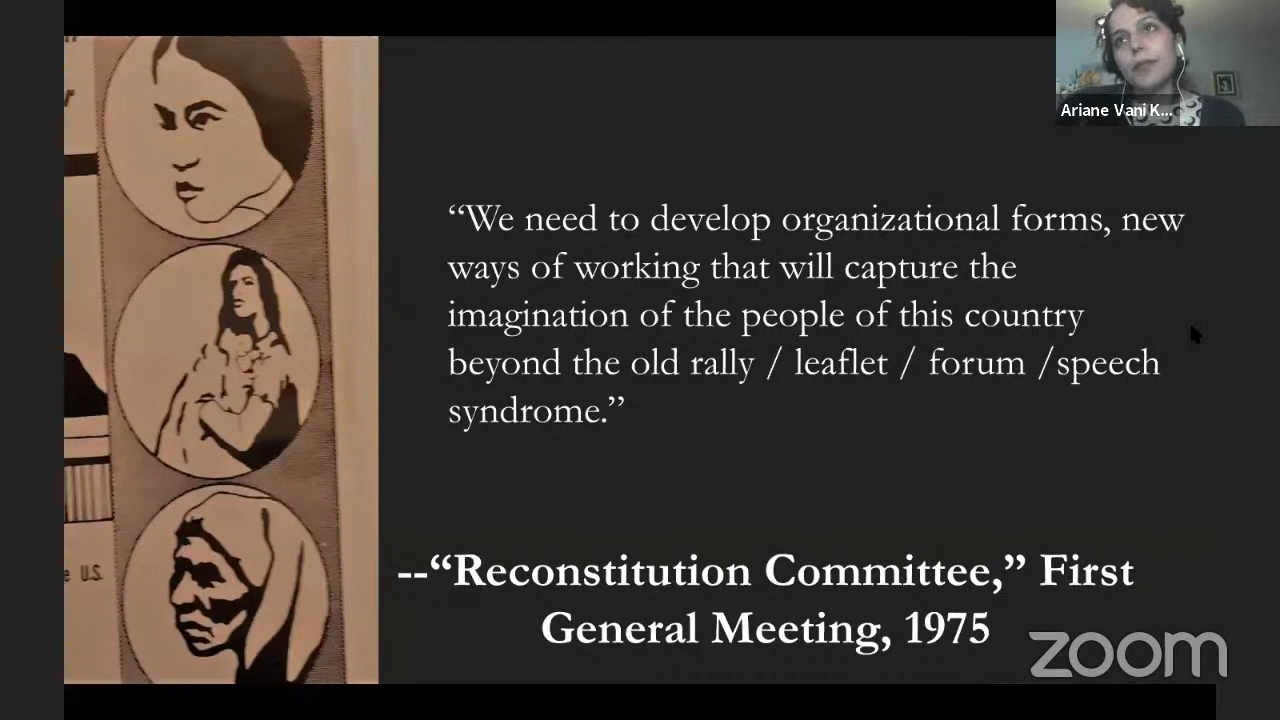 Ariane Vani K...
“We need to develop organizational forms, new
ways of working that will capture the
imagination of the people of this country
beyond the old rally / leaflet / forum /speech
syndrome.”
e U.S.
--“Reconstitution Committee,” First
General Meeting, 1975
zoom